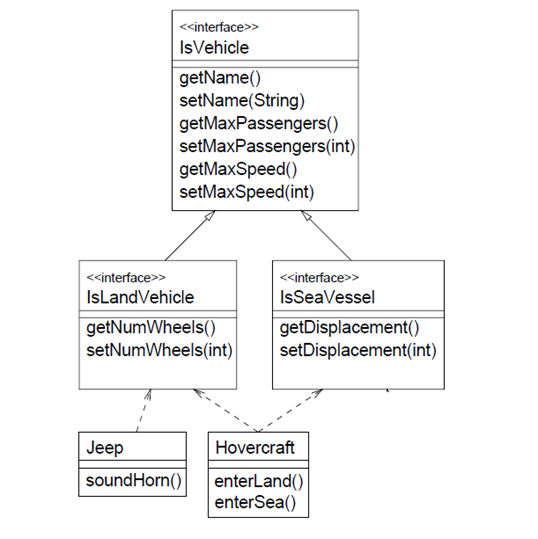 <<interface>>
IsVehicle
getName()
setName(String)
getMaxPassengers()
setMaxPassengers(int)
getMaxSpeed()
setMaxSpeed(int)
<<interface>>
IsLandVehicle
getNumWheels()
setNumWheels(int)
<<interface>>
IsSeaVessel
getDisplacement()
setDisplacement(int)
Jeep
soundHorn()
Hovercraft
enterLand()
enterSea()